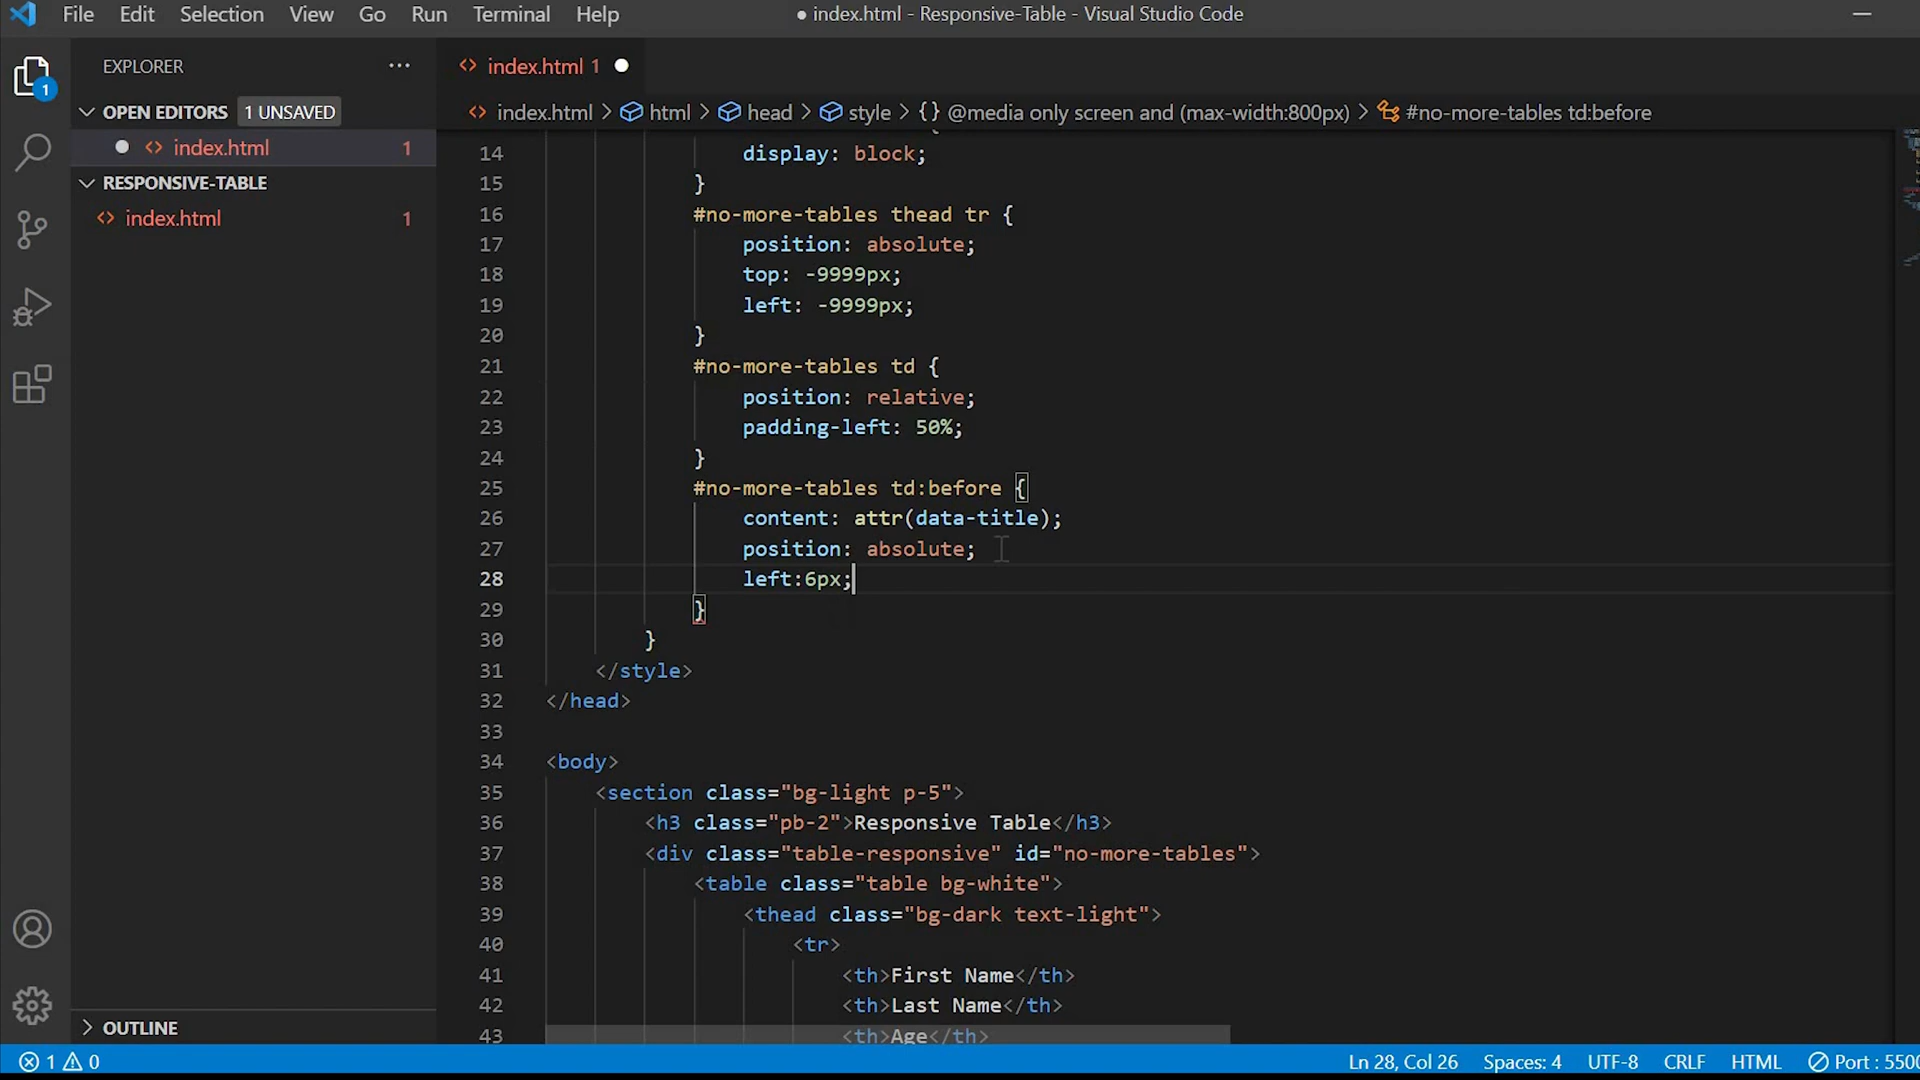 File Edit Selection View Go Run Terminal Help
● index.html - Responsive-Table - Visual Studio Code
EXPLORER ···
OPEN EDITORS 1 UNSAVED
index.html 1
RESPONSIVE-TABLE
index.html 1
OUTLINE
1
index.html 1
index.html > html > head > style > {} @media only screen and (max-width:800px) > #no-more-tables td:before
14 display: block;
15 }
16 #no-more-tables thead tr {
17 position: absolute;
18 top: -9999px;
19 left: -9999px;
20 }
21 #no-more-tables td {
22 position: relative;
23 padding-left: 50%;
24 }
25 #no-more-tables td:before {
26 content: attr(data-title);
27 position: absolute;
28 left:6px;
29 }
30 }
31 </style>
32 </head>
33
34 <body>
35 <section class="bg-light p-5">
36 <h3 class="pb-2">Responsive Table</h3>
37 <div class="table-responsive" id="no-more-tables">
38 <table class="table bg-white">
39 <thead class="bg-dark text-light">
40 <tr>
41 <th>First Name</th>
42 <th>Last Name</th>
43 <th>Age</th>
1 0
Ln 28, Col 26 Spaces: 4 UTF-8 CRLF HTML Port : 5500